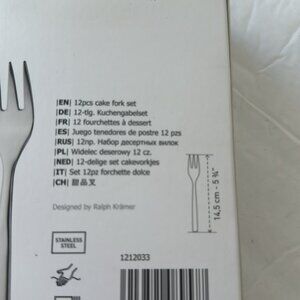 |EN| 12pcs cake fork set
|DE| 12-tlg. Kuchengabelset
|FR| 12 fourchettes à dessert
|ES| Juego tenedores de postre 12 pzs
|RUS| 12пр. Набор десертных вилок
|PL| Widelec deserowy 12 cz.
|NED| 12-delige set cakevorkjes
|IT| Set 12pz forchette dolce
|CH| 甜品叉
Designed by Ralph Krämer
14,5 cm - 5 ¾"
STAINLESS
STEEL
1212033